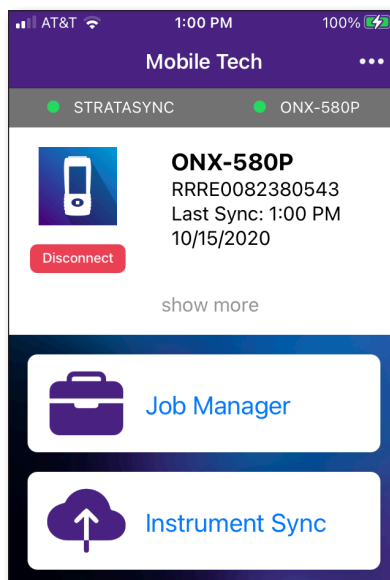 AT&T 1:00 PM 100%
Mobile Tech
STRATASYNC ONX-580P
ONX-580P
RRRE0082380543
Last Sync: 1:00 PM
10/15/2020
Disconnect
show more
Job Manager
Instrument Sync